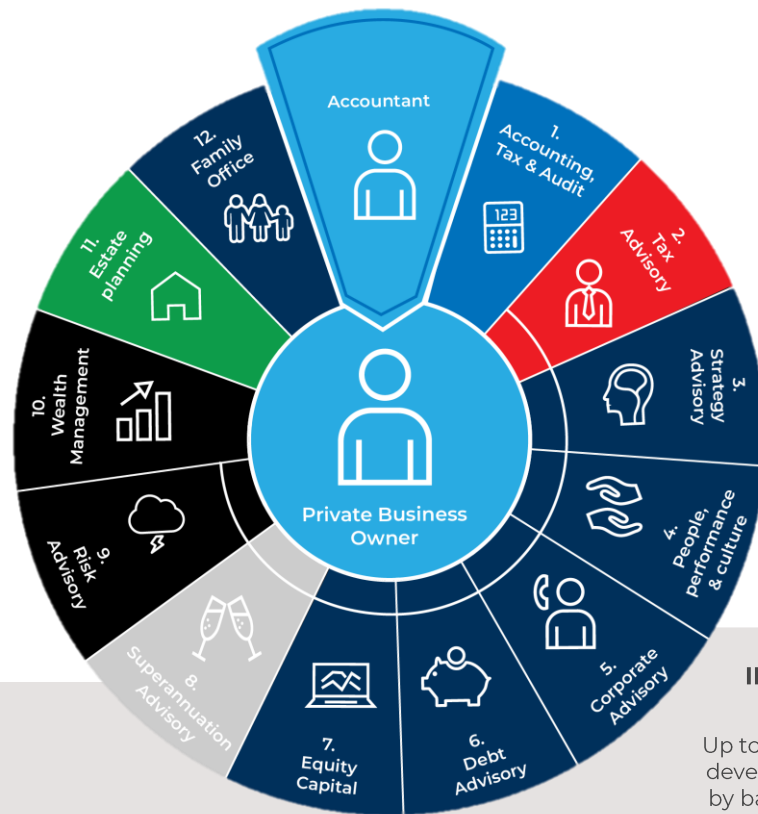 Accountant
1.
Accounting,
Tax & Audit
123
2.
Tax
Advisory
3.
Strategy
Advisory
4.
People,
performance
& culture
5.
Corporate
Advisory
6.
Debt
Advisory
7.
Equity
Capital
8.
Superannuation
Advisory
9.
Risk
Advisory
10.
Wealth
Management
11.
Estate
planning
12.
Family
Office
Private Business
Owner
Up to
by